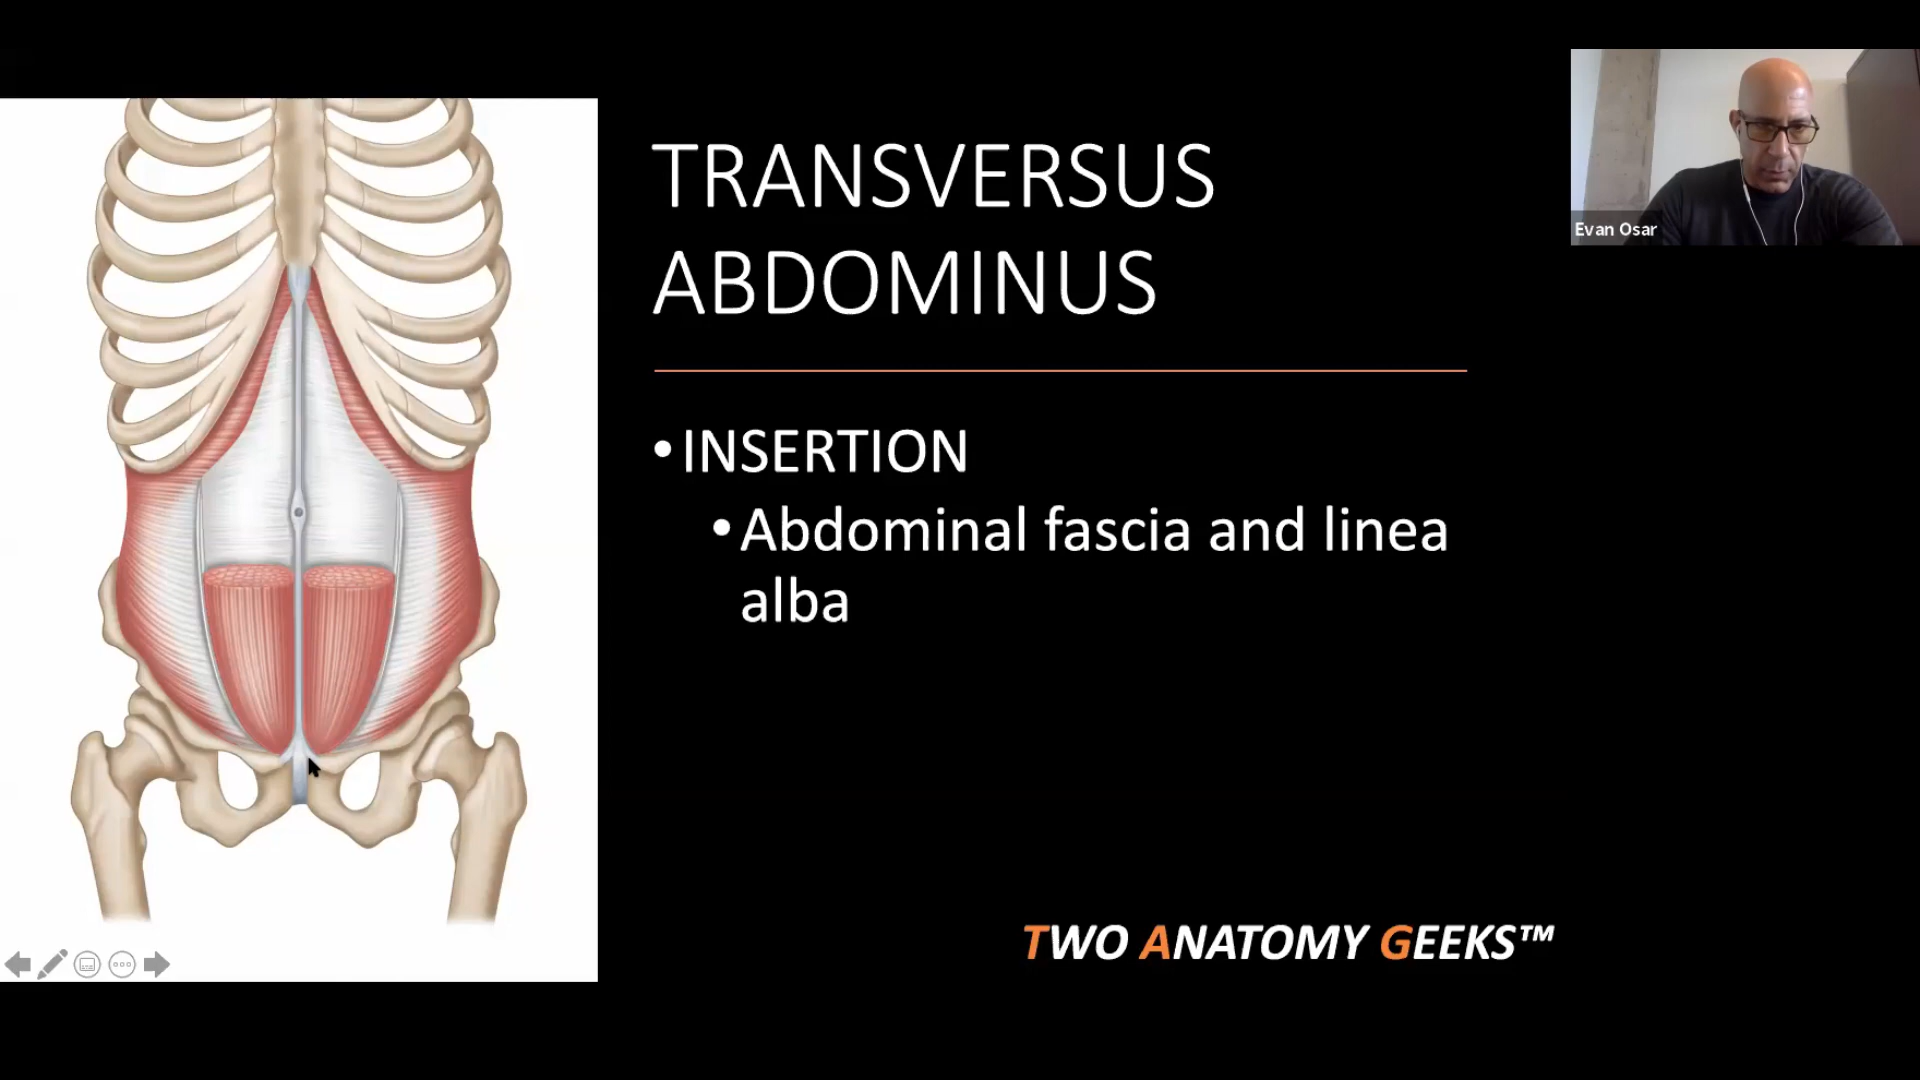 TRANSVERSUS
ABDOMINUS
•INSERTION
•Abdominal fascia and linea
alba
TWO ANATOMY GEEKS™
Evan Osar